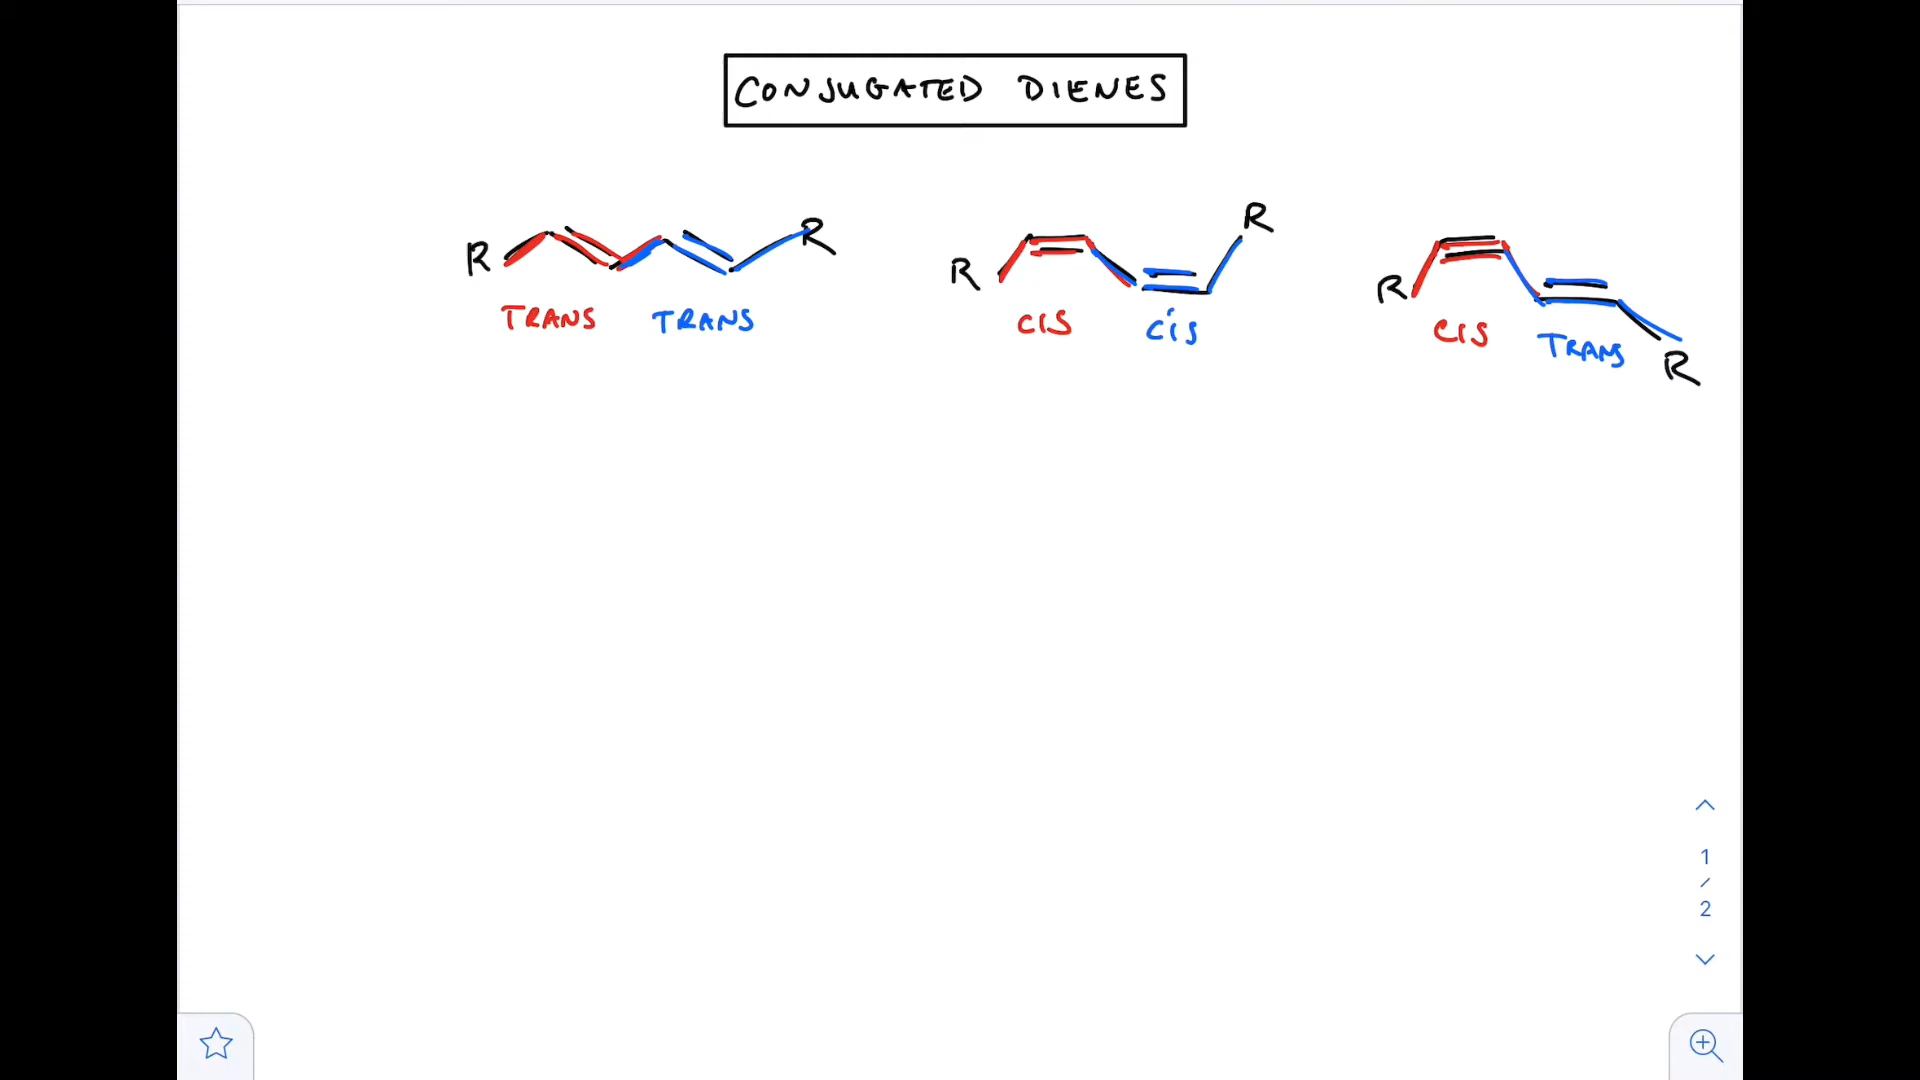 CONJUGATED DIENES
R R R R R R
TRANS TRANS CIS CIS CIS TRANS
1
/
2